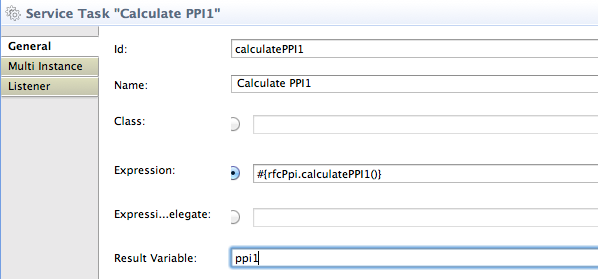 Service Task "Calculate PPI1"
General
Multi Instance
Listener
Id: calculatePPI1
Name: Calculate PPI1
Class:
Expression: #{rfcPpi.calculatePPI1()}
Expressi...elegate:
Result Variable: ppi1